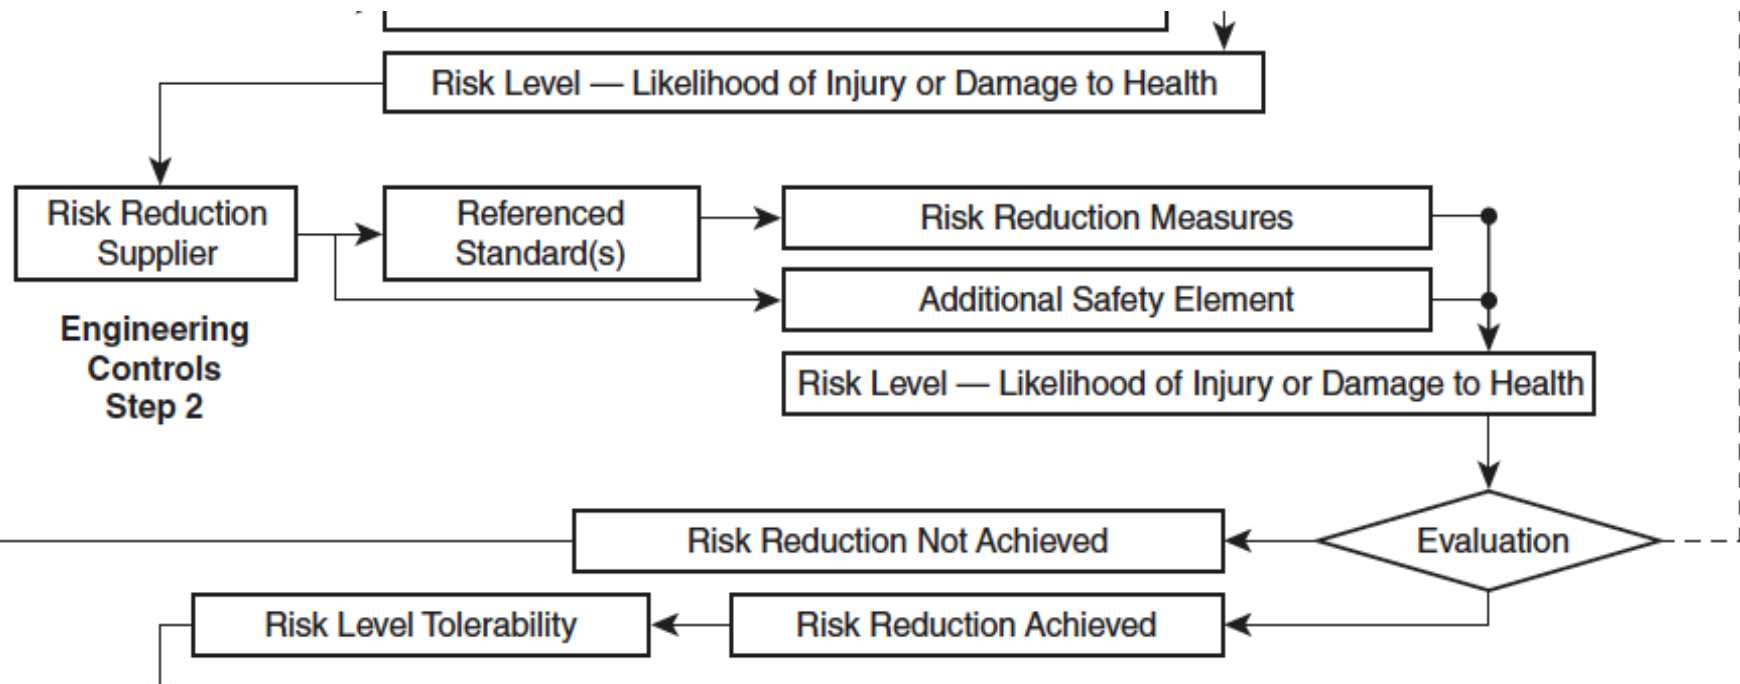 Risk Level — Likelihood of Injury or Damage to Health
Risk Reduction
Supplier
Referenced
Standard(s)
Risk Reduction Measures
Additional Safety Element
Engineering
Controls
Step 2
Risk Level — Likelihood of Injury or Damage to Health
Risk Reduction Not Achieved
Evaluation
Risk Level Tolerability
Risk Reduction Achieved